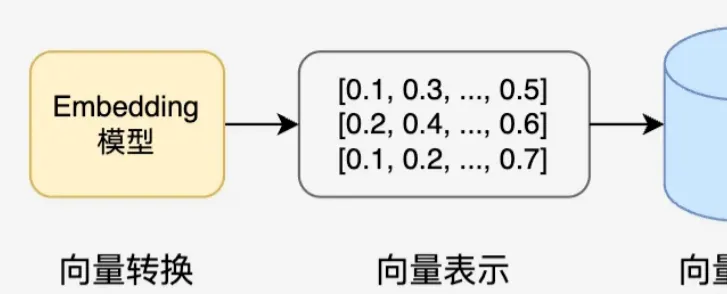 Embedding
模型
[0.1, 0.3, ..., 0.5]
[0.2, 0.4, ..., 0.6]
[0.1, 0.2, ..., 0.7]
向量转换
向量表示
向